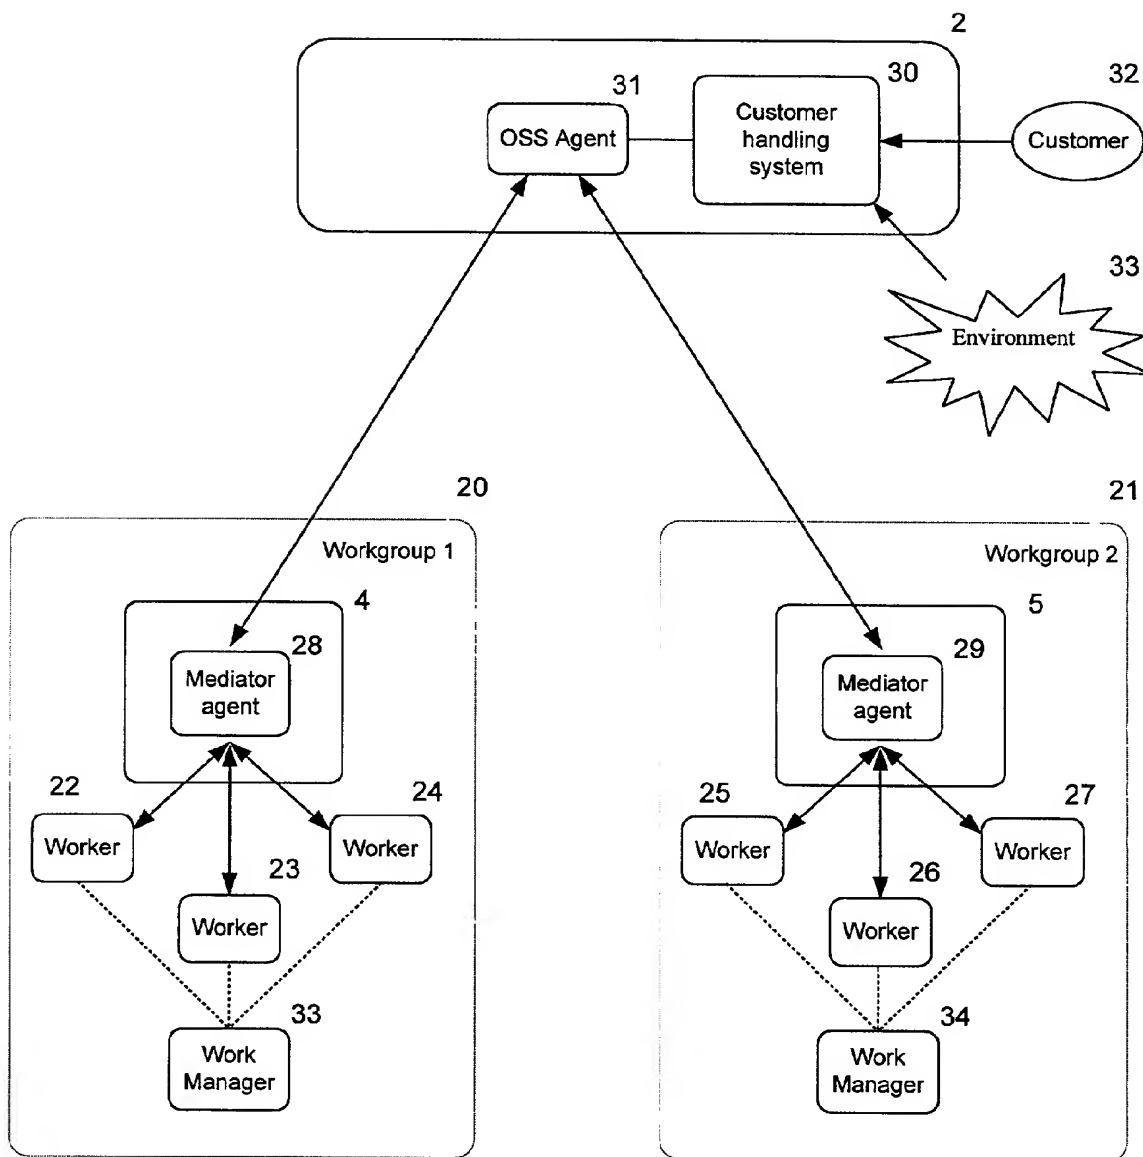 2
31
30
32
OSS Agent
Customer
handling
system
Customer
33
Environment
20
21
Workgroup 1
Workgroup 2
4
5
28
29
Mediator
agent
Mediator
agent
22
24
25
27
Worker
Worker
Worker
Worker
23
26
Worker
Worker
33
34
Work
Manager
Work
Manager